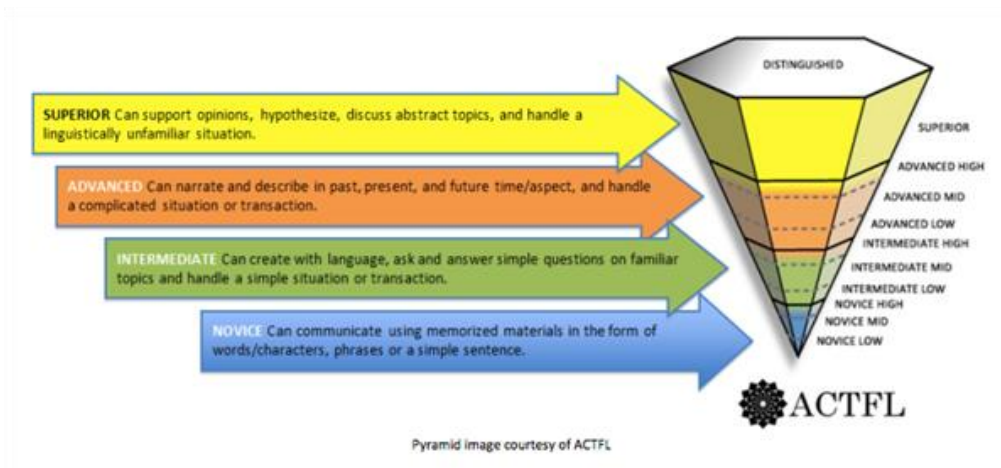 DISTINGUISHED
SUPERIOR Can support opinions, hypothesize, discuss abstract topics, and handle a
linguistically unfamiliar situation.
SUPERIOR
ADVANCED HIGH
ADVANCED Can narrate and describe in past, present, and future time/aspect, and handle
a complicated situation or transaction.
ADVANCED MID
ADVANCED LOW
INTERMEDIATE HIGH
INTERMEDIATE Can create with language, ask and answer simple questions on familiar
topics and handle a simple situation or transaction.
INTERMEDIATE MID
INTERMEDIATE LOW
NOVICE HIGH
NOVICE Can communicate using memorized materials in the form of
words/characters, phrases or a simple sentence.
NOVICE MID
NOVICE LOW
ACTFL
Pyramid image courtesy of ACTFL